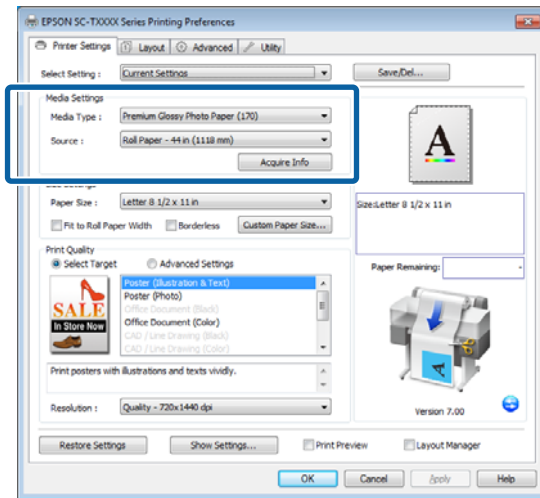 EPSON SC-TXXXX Series Printing Preferences
Printer Settings Layout Advanced Utility
Select Setting : Current Settings Save/Del...
Media Settings
Media Type : Premium Glossy Photo Paper (170)
Source : Roll Paper - 44 in (1118 mm)
Acquire Info
Paper Size : Letter 8 1/2 x 11 in
Fit to Roll Paper Width Borderless Custom Paper Size...
Print Quality
Select Target Advanced Settings
Poster (Illustration & Text)
Poster (Photo)
Office Document (Black)
Office Document (Color)
CAD / Line Drawing (Black)
CAD / Line Drawing (Color)
SALE
In Store Now
Print posters with illustrations and texts vividly.
Resolution : Quality - 720x1440 dpi
A
Size:Letter 8 1/2 x 11 in
Paper Remaining: -
A
Version 7.00
Restore Settings Show Settings... Print Preview Layout Manager
OK Cancel Apply Help